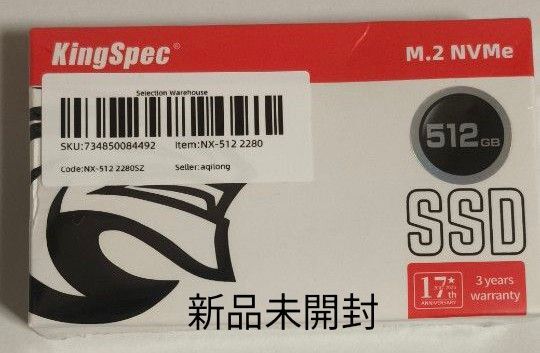 KingSpec®
M.2 NVMe
Selection Warehouse
SKU:734850084492 Item:NX-512 2280
Code:NX-512 2280SZ Seller:aqilong
512GB
SSD
17th
ANNIVERSARY
3 years
warranty
新品未開封